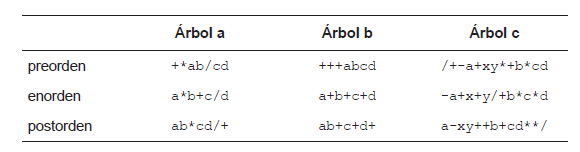 Árbol a Árbol b Árbol c
preorden +*ab/cd +++abcd /+-a+xy*+b*cd
enorden a*b+c/d a+b+c+d -a+x+y/+b*c*d
postorden ab*cd/+ ab+c+d+ a-xy++b+cd**/